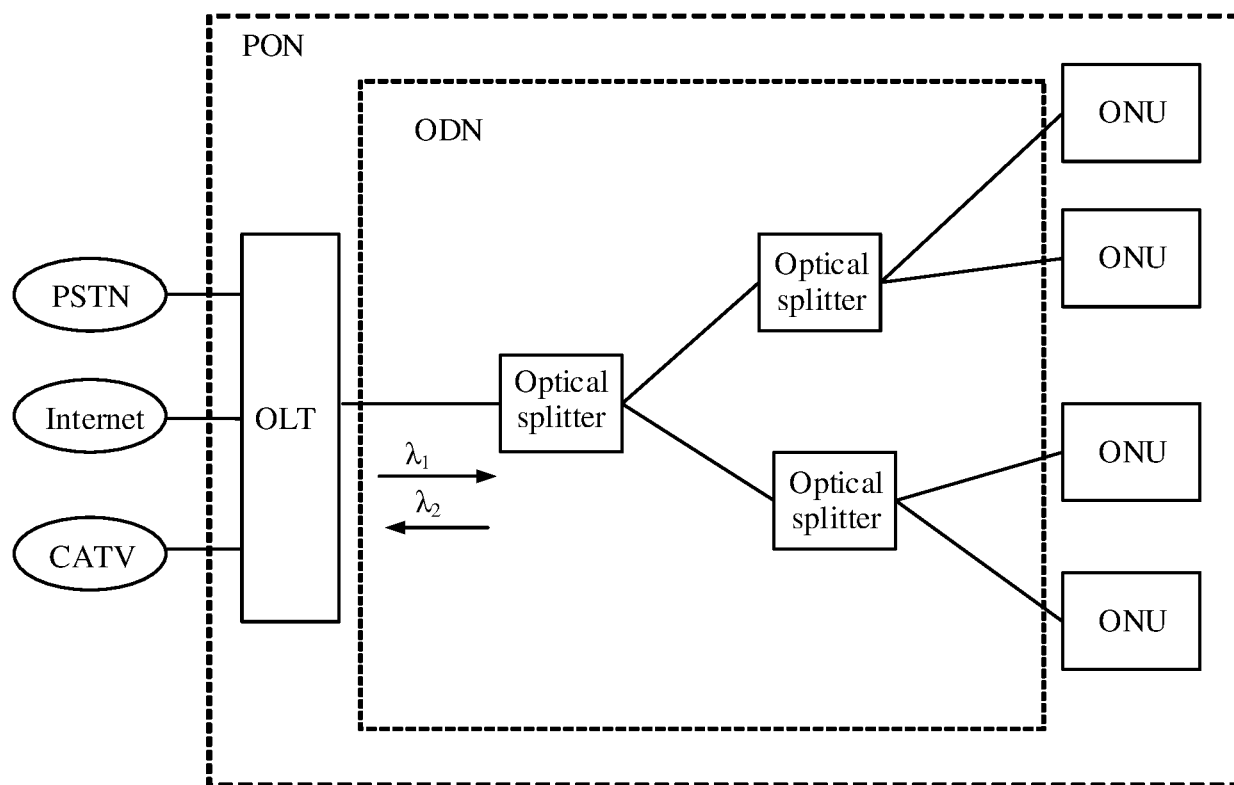 PON
ODN
ONU
ONU
Optical
splitter
PSTN
Optical
splitter
Internet
OLT
λ1
λ2
Optical
splitter
ONU
CATV
ONU